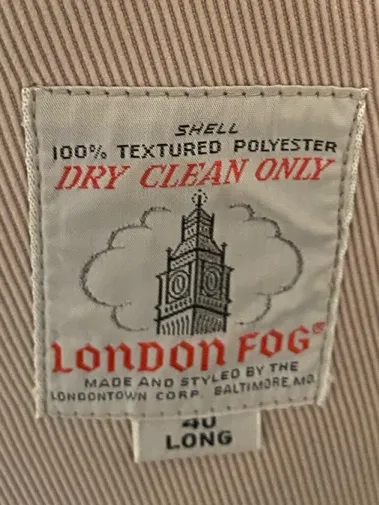 SHELL
100% TEXTURED POLYESTER
DRY CLEAN ONLY
LONDON FOG®
MADE AND STYLED BY THE
LONDONTOWN CORP. BALTIMORE, MD.
40
LONG